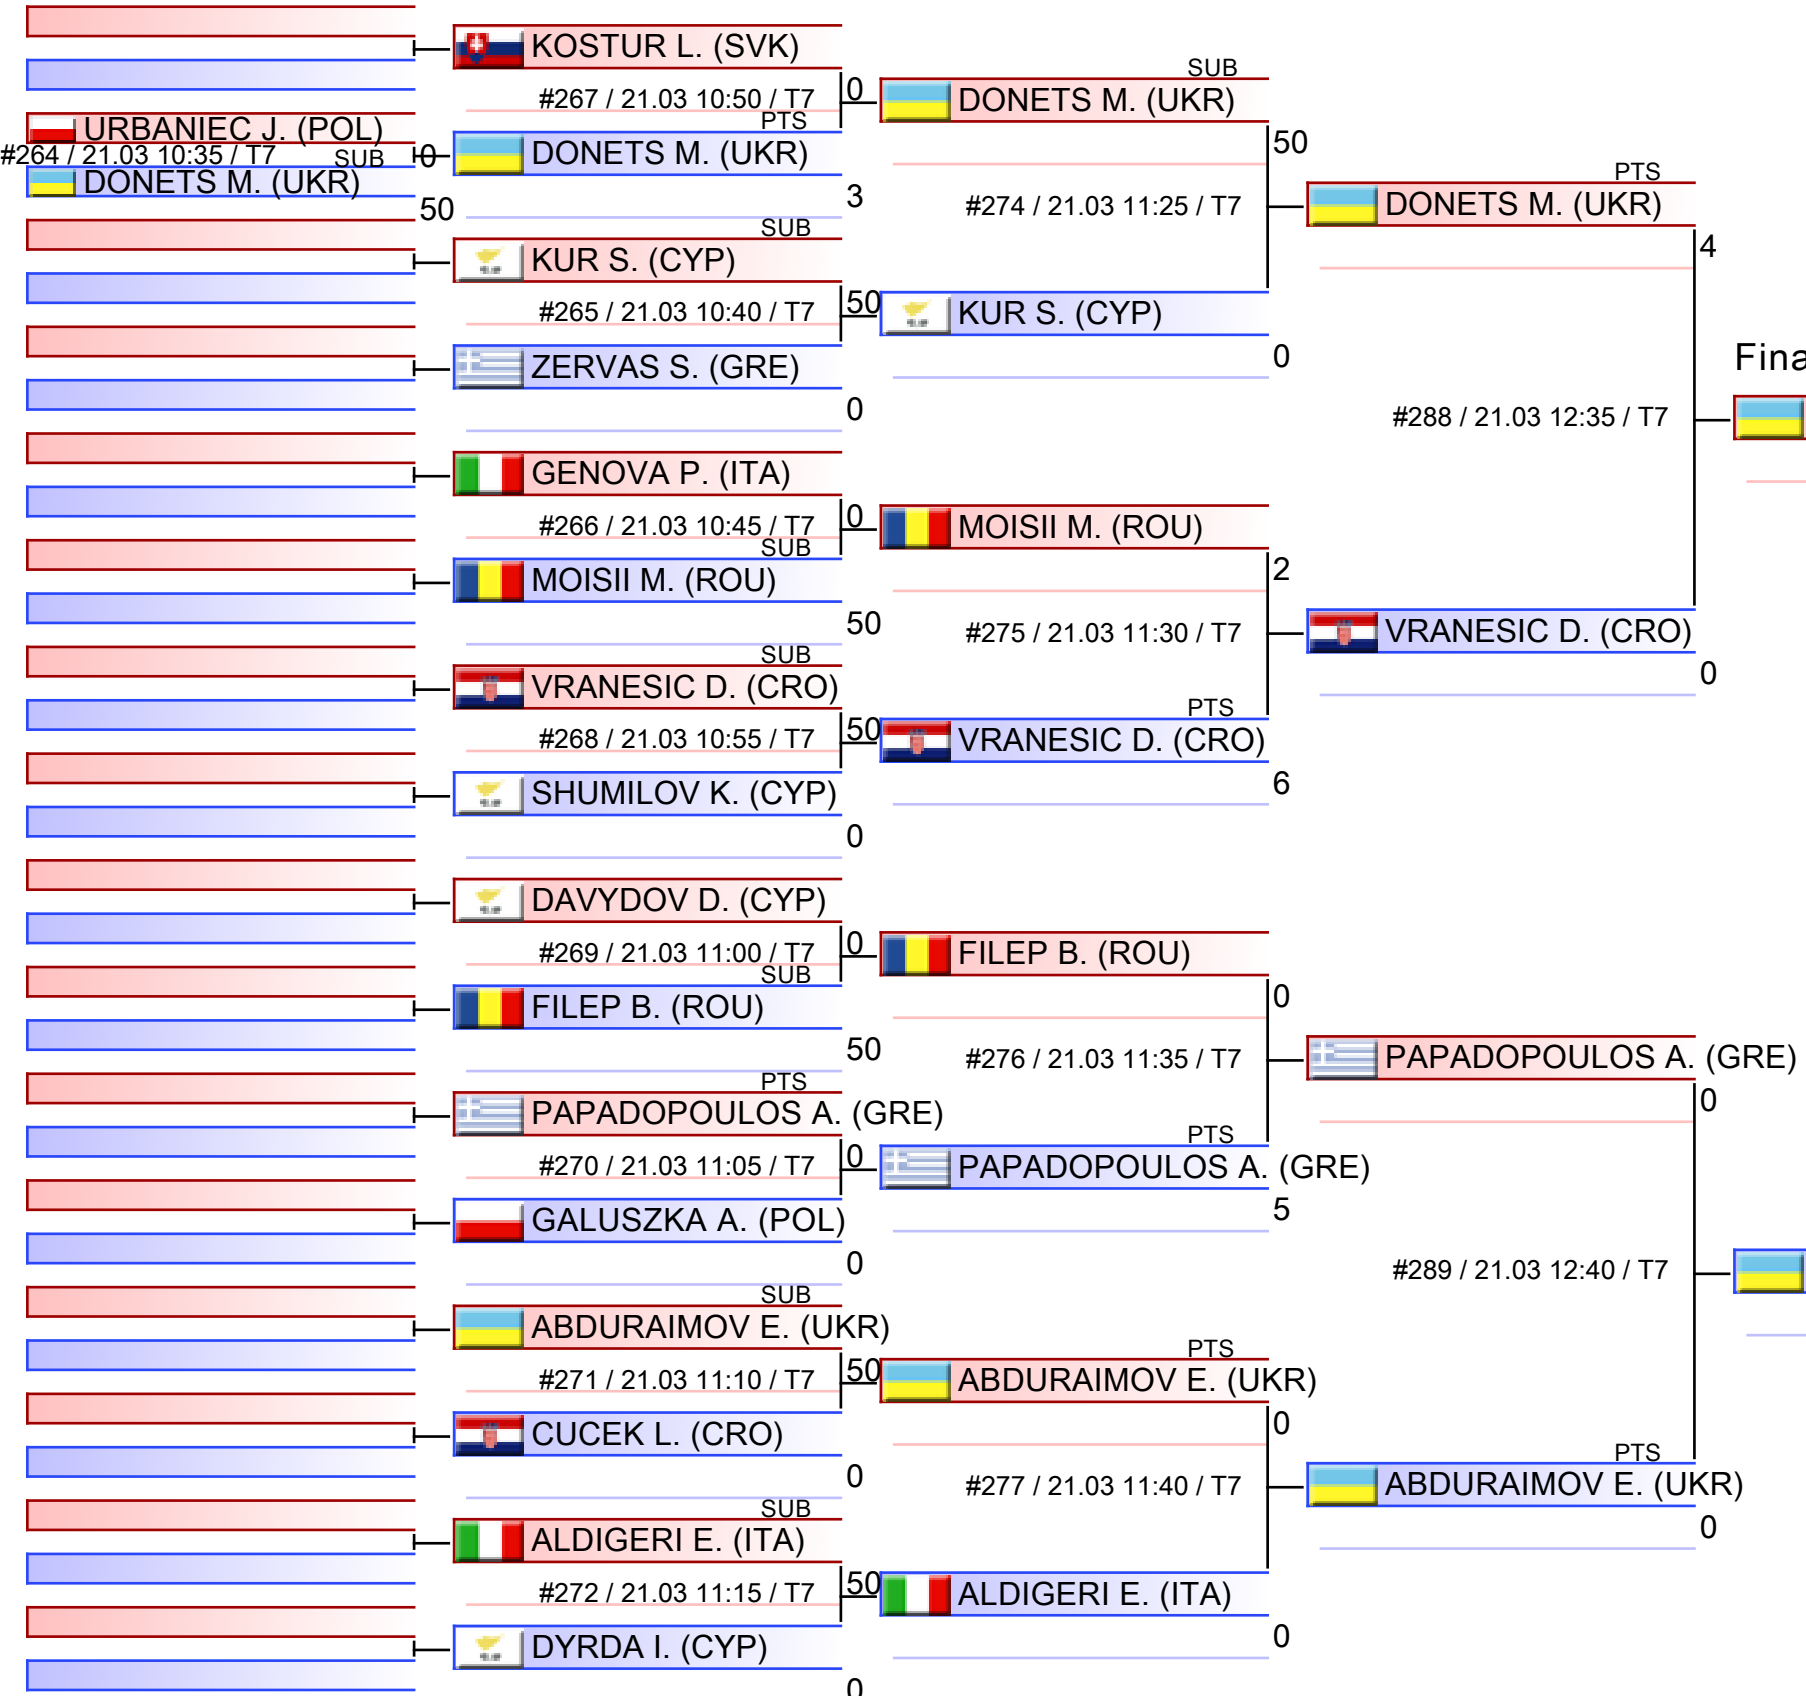 KOSTUR L. (SVK)
#267 / 21.03 10:50 / T7
0
PTS
URBANIEC J. (POL)
#264 / 21.03 10:35 / T7
SUB
0
DONETS M. (UKR)
50
DONETS M. (UKR)
3
SUB
KUR S. (CYP)
#265 / 21.03 10:40 / T7
50
ZERVAS S. (GRE)
0
GENOVA P. (ITA)
#266 / 21.03 10:45 / T7
0
SUB
MOISII M. (ROU)
50
SUB
VRANESIC D. (CRO)
#268 / 21.03 10:55 / T7
50
SHUMILOV K. (CYP)
0
DAVYDOV D. (CYP)
#269 / 21.03 11:00 / T7
0
SUB
FILEP B. (ROU)
50
PTS
PAPADOPOULOS A. (GRE)
#270 / 21.03 11:05 / T7
0
GALUSZKA A. (POL)
0
SUB
ABDURAIMOV E. (UKR)
#271 / 21.03 11:10 / T7
50
CUCEK L. (CRO)
0
SUB
ALDIGERI E. (ITA)
#272 / 21.03 11:15 / T7
50
DYRDA I. (CYP)
0
SUB
DONETS M. (UKR)
50
#274 / 21.03 11:25 / T7
KUR S. (CYP)
0
MOISII M. (ROU)
2
#275 / 21.03 11:30 / T7
PTS
VRANESIC D. (CRO)
6
FILEP B. (ROU)
0
#276 / 21.03 11:35 / T7
PTS
PAPADOPOULOS A. (GRE)
5
PTS
ABDURAIMOV E. (UKR)
0
#277 / 21.03 11:40 / T7
ALDIGERI E. (ITA)
0
PTS
DONETS M. (UKR)
4
#288 / 21.03 12:35 / T7
VRANESIC D. (CRO)
0
PAPADOPOULOS A. (GRE)
0
#289 / 21.03 12:40 / T7
PTS
ABDURAIMOV E. (UKR)
0
Fina